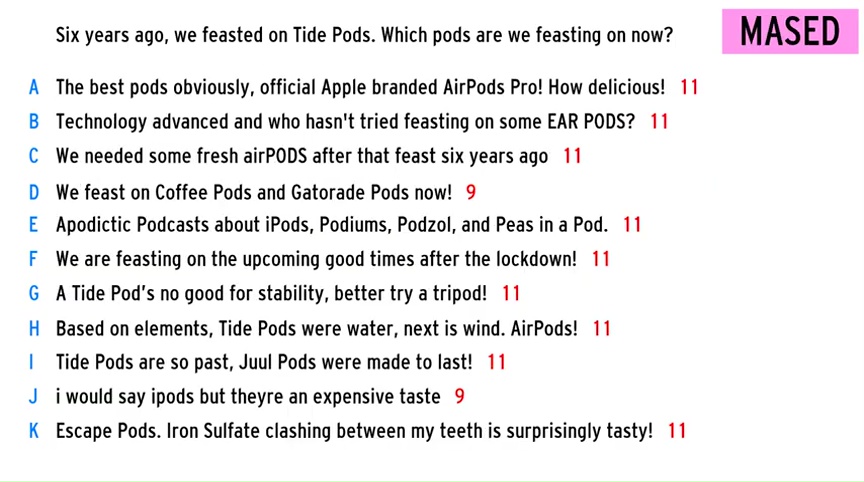 Six years ago, we feasted on Tide Pods. Which pods are we feasting on now?
MASED
A The best pods obviously, official Apple branded AirPods Pro! How delicious! 11
B Technology advanced and who hasn't tried feasting on some EAR PODS? 11
C We needed some fresh airPODS after that feast six years ago 11
D We feast on Coffee Pods and Gatorade Pods now! 9
E Apodictic Podcasts about iPods, Podiums, Podzol, and Peas in a Pod. 11
F We are feasting on the upcoming good times after the lockdown! 11
G A Tide Pod's no good for stability, better try a tripod! 11
H Based on elements, Tide Pods were water, next is wind. AirPods! 11
I Tide Pods are so past, Juul Pods were made to last! 11
J i would say ipods but theyre an expensive taste 9
K Escape Pods. Iron Sulfate clashing between my teeth is surprisingly tasty! 11